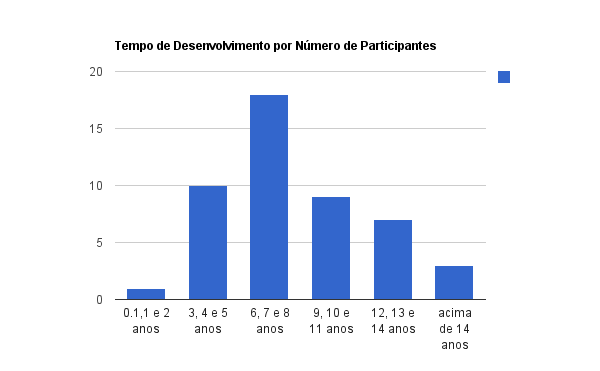 Tempo de Desenvolvimento por Número de Participantes
20
15
10
5
0
0.1,1 e 2
anos
3, 4 e 5
anos
6, 7 e 8
anos
9, 10 e
11 anos
12, 13 e
14 anos
acima
de 14
anos